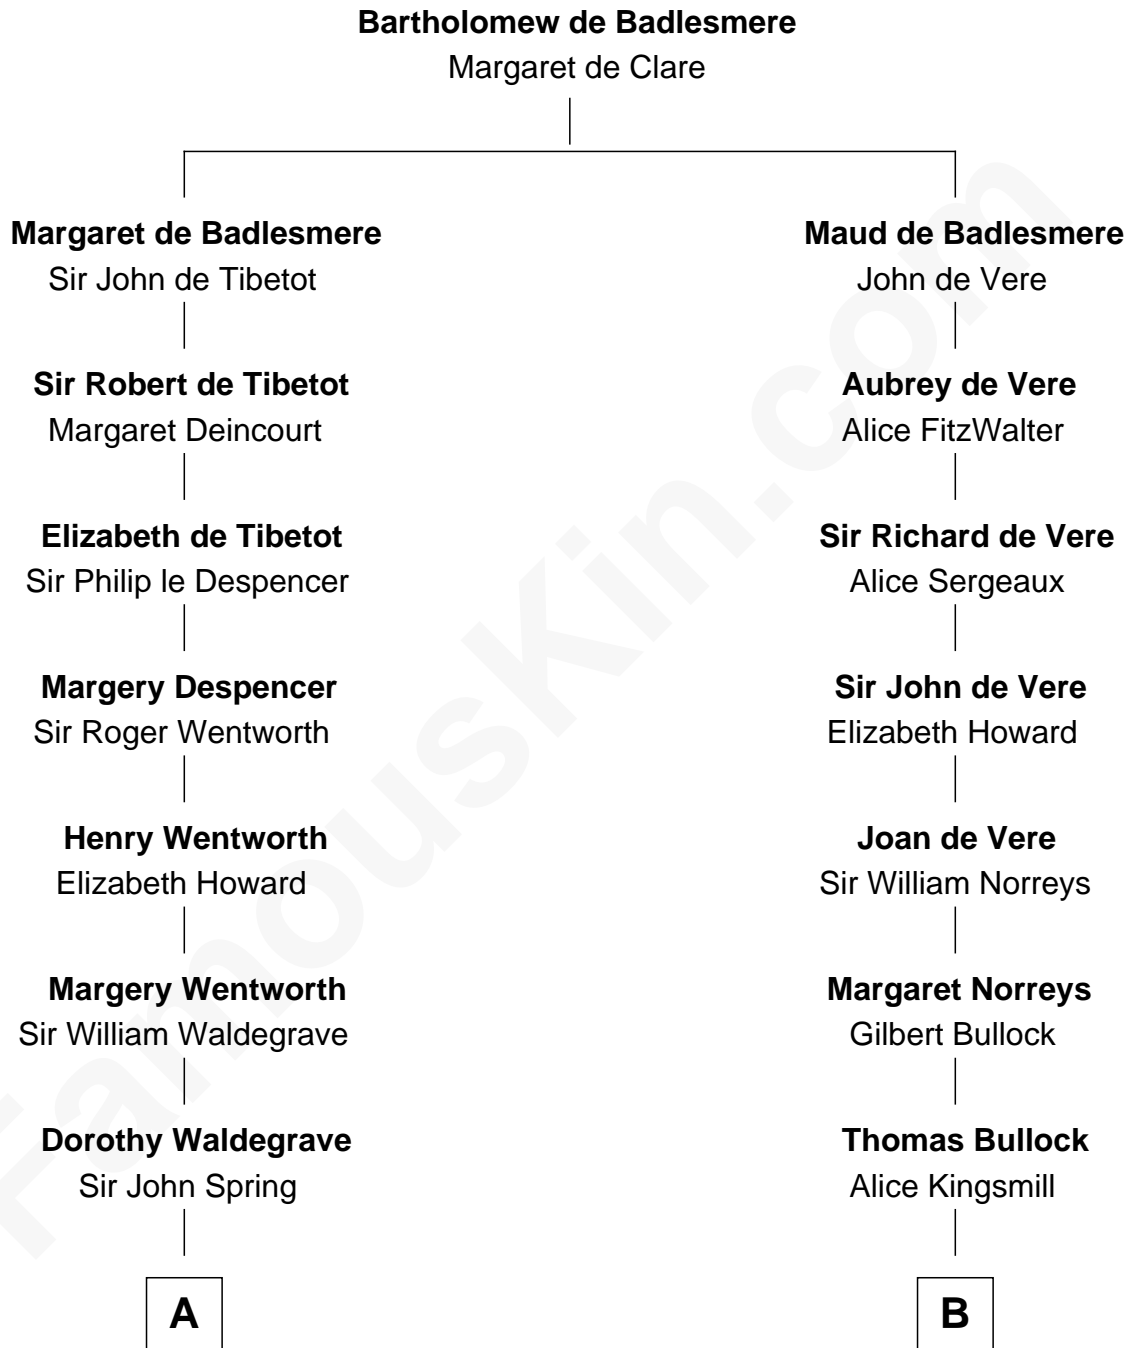 Bartholomew de Badlesmere
Margaret de Clare
Margaret de Badlesmere
Sir John de Tibetot
Sir Robert de Tibetot
Margaret Deincourt
Elizabeth de Tibetot
Sir Philip le Despencer
Margery Despencer
Sir Roger Wentworth
Henry Wentworth
Elizabeth Howard
Margery Wentworth
Sir William Waldegrave
Dorothy Waldegrave
Sir John Spring
A
Maud de Badlesmere
John de Vere
Aubrey de Vere
Alice FitzWalter
Sir Richard de Vere
Alice Sergeaux
Sir John de Vere
Elizabeth Howard
Joan de Vere
Sir William Norreys
Margaret Norreys
Gilbert Bullock
Thomas Bullock
Alice Kingsmill
B
FamousKin.com